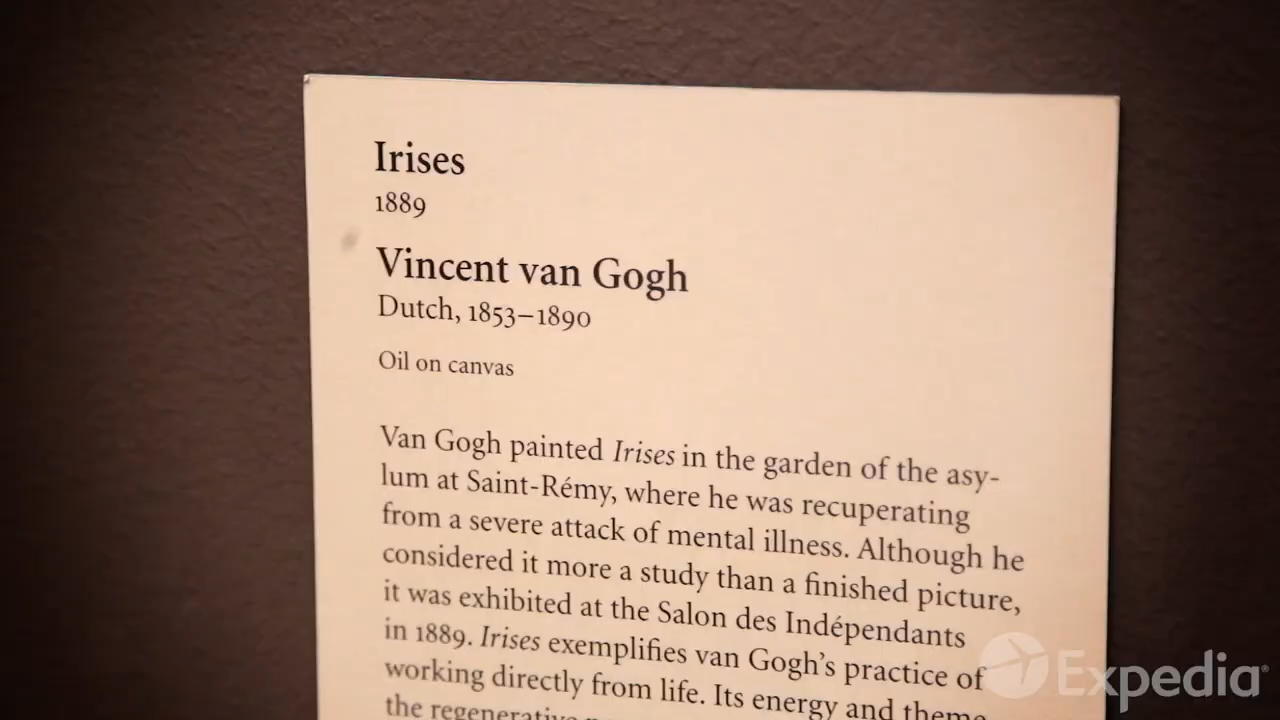 Irises
1889
Vincent van Gogh
Dutch, 1853–1890
Oil on canvas
Van Gogh painted Irises in the garden of the asy-
lum at Saint-Rémy, where he was recuperating
from a severe attack of mental illness. Although he
considered it more a study than a finished picture,
it was exhibited at the Salon des Indépendants
in 1889. Irises exemplifies van Gogh's practice of
working directly from life. Its energy and theme
the regenerative
Expedia®